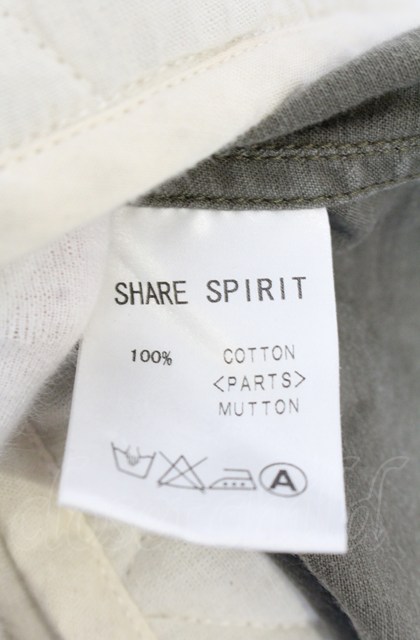 SHARE SPIRIT
100% COTTON
<PARTS>
MUTTON
A